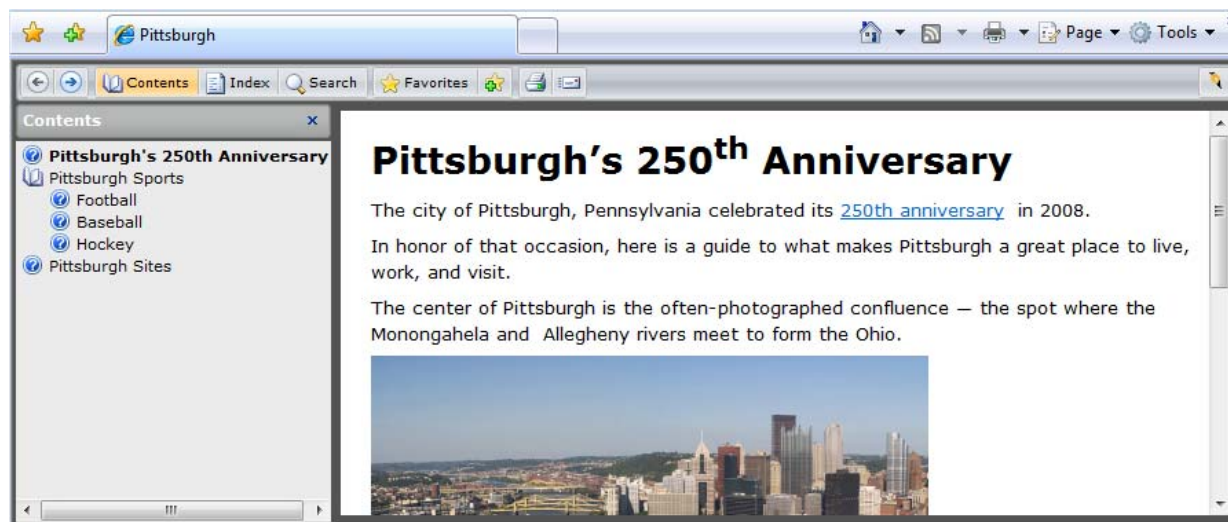 Pittsburgh
Page
Tools
Contents
Index
Search
Favorites
Contents
Pittsburgh's 250th Anniversary
Pittsburgh Sports
Football
Baseball
Hockey
Pittsburgh Sites
Pittsburgh’s 250th Anniversary
The city of Pittsburgh, Pennsylvania celebrated its 250th anniversary in 2008.
In honor of that occasion, here is a guide to what makes Pittsburgh a great place to live,
work, and visit.
The center of Pittsburgh is the often-photographed confluence — the spot where the
Monongahela and Allegheny rivers meet to form the Ohio.